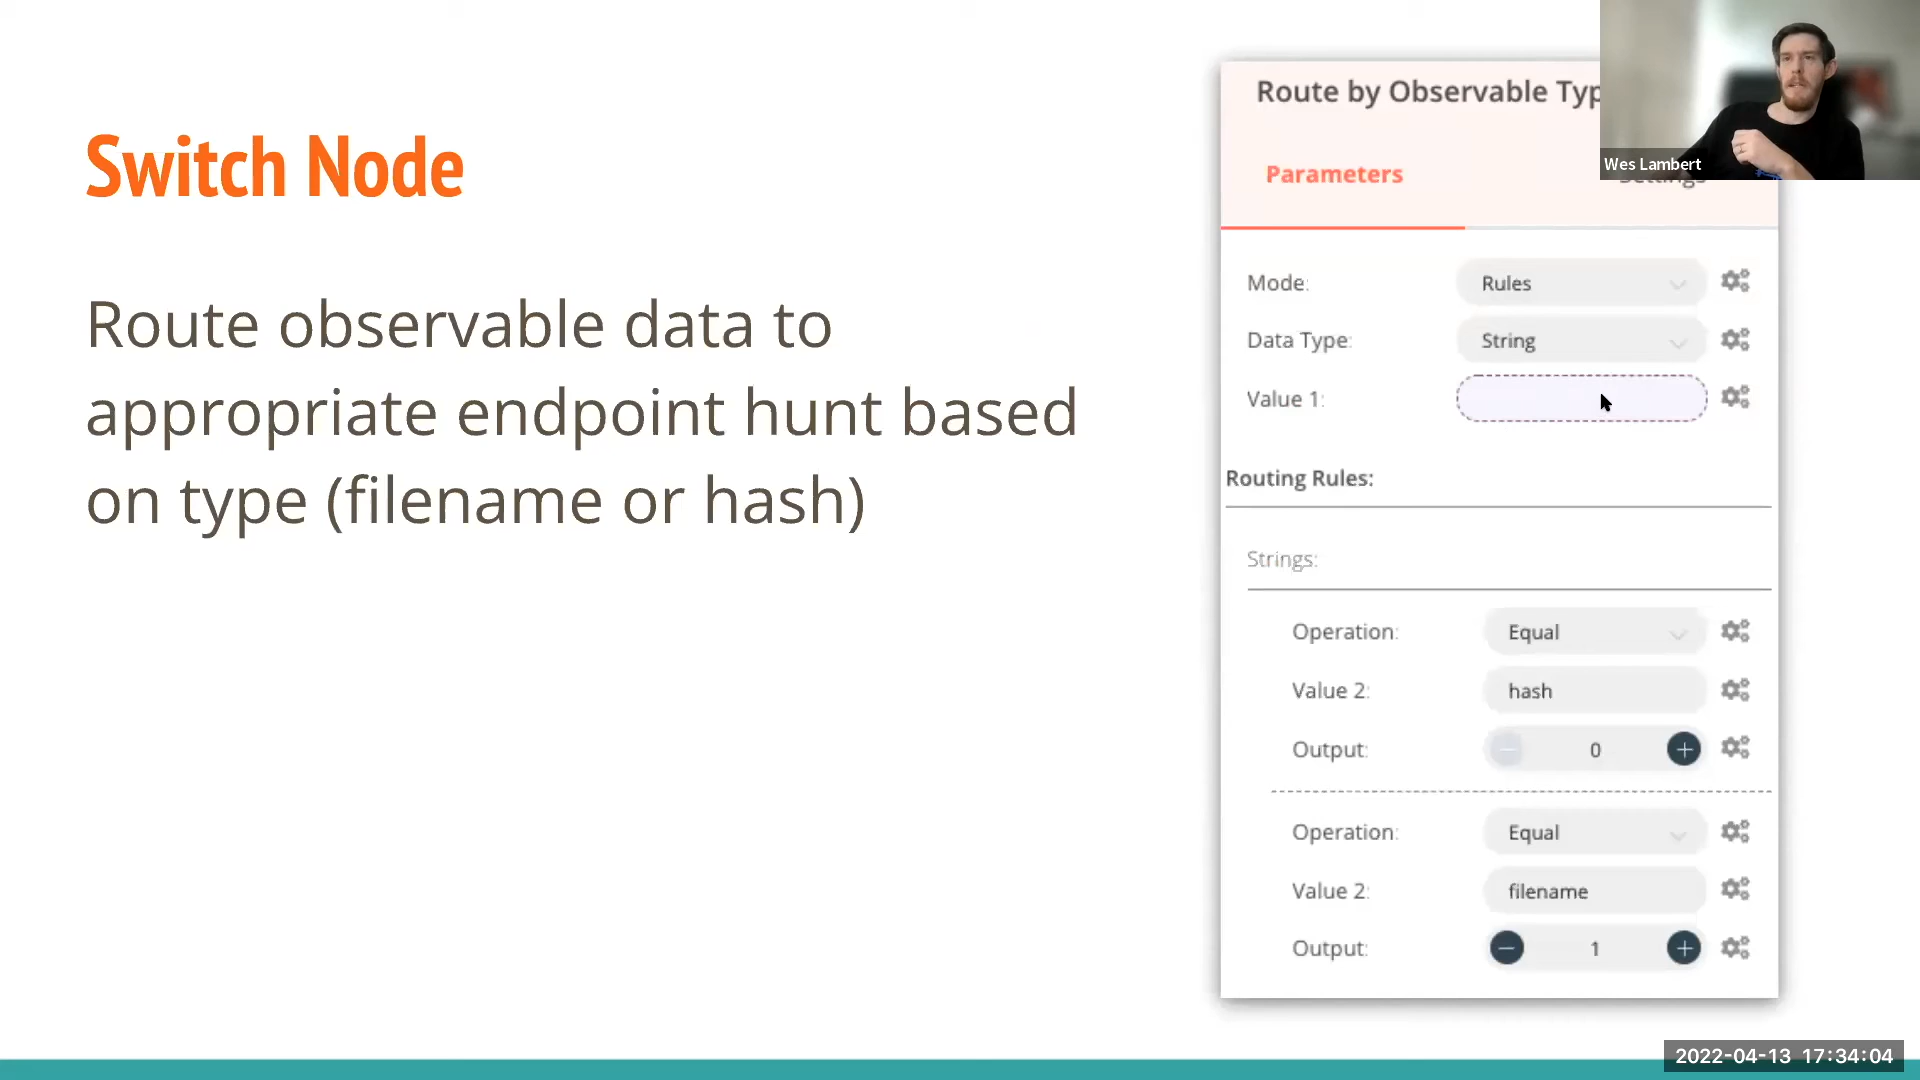 Switch Node
Route observable data to
appropriate endpoint hunt based
on type (filename or hash)
Route by Observable Typ
Parameters
Settings
Mode:
Rules
Data Type:
String
Value 1:
Routing Rules:
Strings:
Operation:
Equal
Value 2:
hash
Output:
0
Operation:
Equal
Value 2:
filename
Output:
1
Wes Lambert
2022-04-13 17:34:04